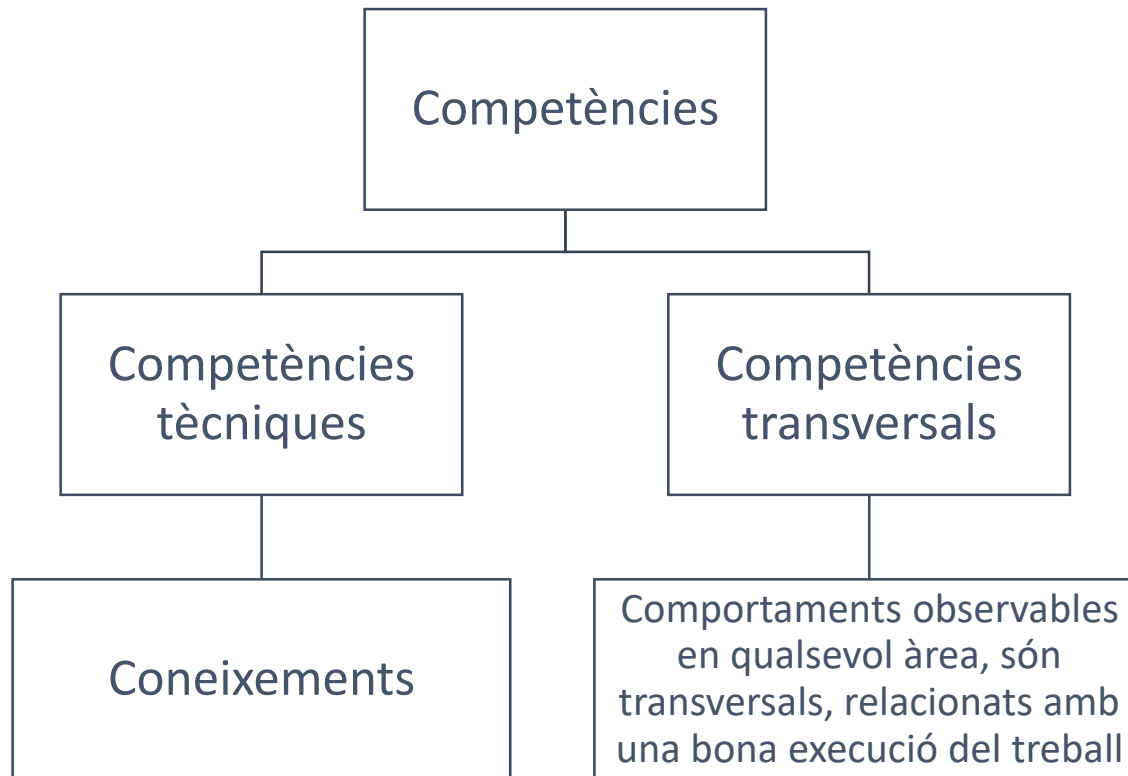 Competències
Competències
tècniques
Competències
transversals
Coneixements
Comportaments observables
en qualsevol àrea, són
transversals, relacionats amb
una bona execució del treball